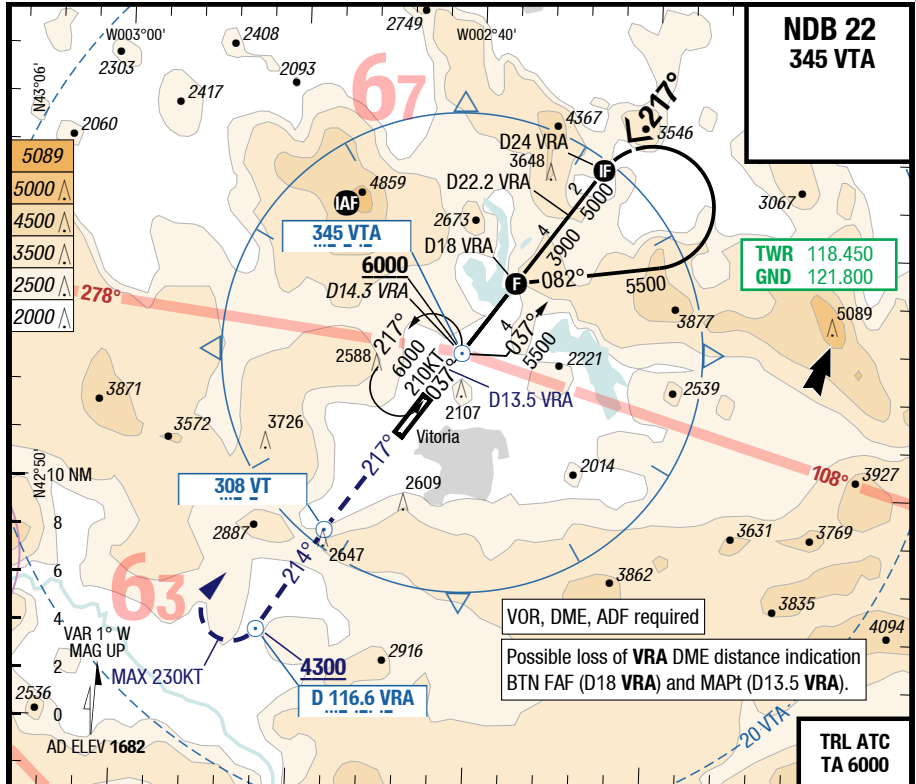 NDB 22
345 VTA
W003°00'
W002°40'
2749
2408
2303
2093
2417
2060
N43°06'
67
<217°
4367
3546
D24 VRA
3648
IF
D22.2 VRA
2
5000
4859
IAF
3067
345 VTA
2673
4
3900
D18 VRA
F
082°
5500
TWR 118.450
GND 121.800
5089
5000
4500
3500
2500
2000
278°
6000
D14.3 VRA
3877
5089
217°
6000
210KT
037°
4
037°
5500
2588
2221
3871
D13.5 VRA
2539
2107
3572
3726
Vitoria
217°
N42°50'
10 NM
2014
108°
3927
308 VT
2609
8
2887
2647
3631
3769
6
214°
63
3862
4
3835
VOR, DME, ADF required
VAR 1° W
MAG UP
4094
2916
Possible loss of VRA DME distance indication
BTN FAF (D18 VRA) and MAPt (D13.5 VRA).
MAX 230KT
4300
2
2536
D 116.6 VRA
0
20 VTA
AD ELEV 1682
TRL ATC
TA 6000